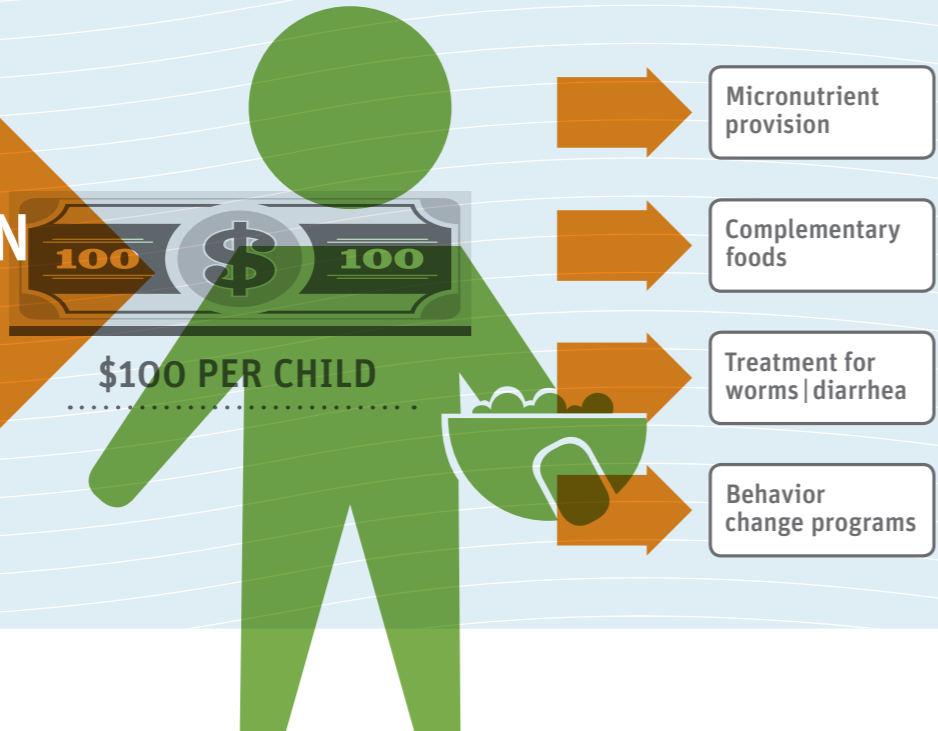 N
100 $ 100
$100 PER CHILD
Micronutrient
provision
Complementary
foods
Treatment for
worms|diarrhea
Behavior
change programs